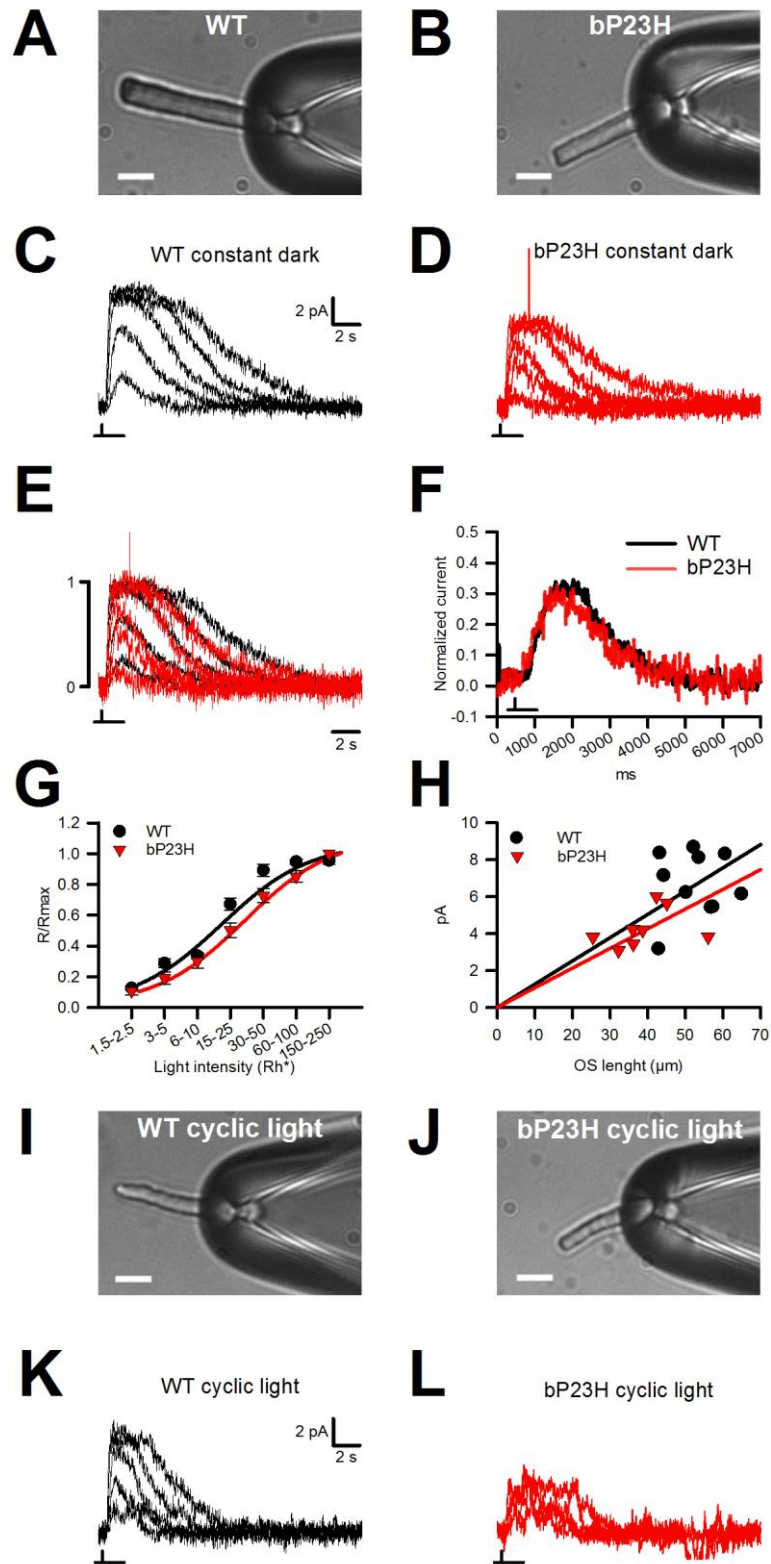 A
WT
B
bP23H
C
WT constant dark
2 pA
2 s
D
bP23H constant dark
E
1
0
2 s
F
WT
bP23H
Normalized current
0.5
0.4
0.3
0.2
0.1
0.0
-0.1
0
1000
2000
3000
4000
5000
6000
7000
ms
G
WT
bP23H
R/Rmax
1.2
1.0
0.8
0.6
0.4
0.2
0.0
1.5-2.5
3-5
6-10
15-25
30-50
60-100
150-250
Light intensity (Rh*)
H
WT
bP23H
pA
10
8
6
4
2
0
0 10 20 30 40 50 60 70
OS lenght (µm)
I
WT cyclic light
J
bP23H cyclic light
K
WT cyclic light
2 pA
2 s
L
bP23H cyclic light